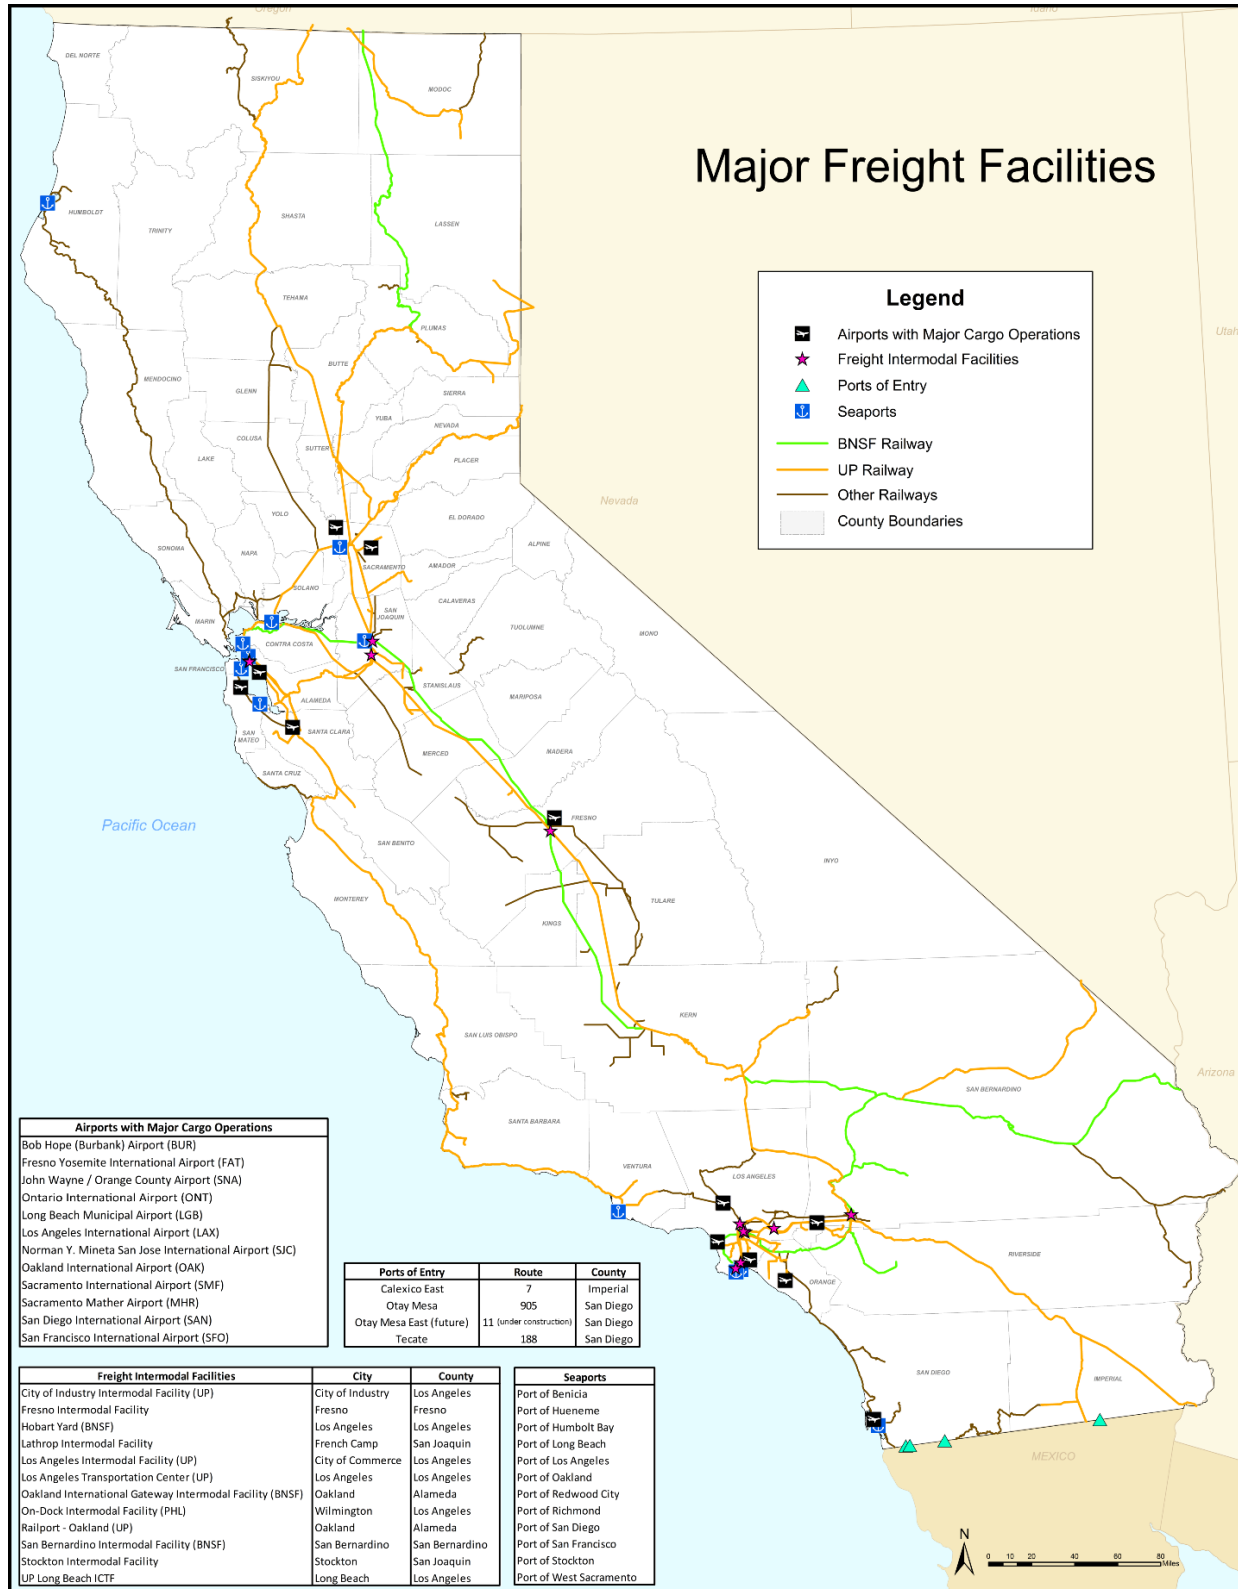 Oregon
Idaho
DEL NORTE
SISKIYOU
MODOC
Major Freight Facilities
HUMBOLDT
TRINITY
SHASTA
LASSEN
Legend
Airports with Major Cargo Operations
Freight Intermodal Facilities
Ports of Entry
Seaports
BNSF Railway
UP Railway
Other Railways
County Boundaries
Utah
TEHAMA
PLUMAS
MENDOCINO
GLENN
BUTTE
SIERRA
YUBA
NEVADA
COLUSA
SUTTER
LAKE
PLACER
Nevada
YOLO
EL DORADO
SONOMA
NAPA
ALPINE
SACRAMENTO
AMADOR
SOLANO
CALAVERAS
SAN
JOAQUIN
MARIN
TUOLUMNE
MONO
CONTRA COSTA
SAN FRANCISCO
STANISLAUS
MARIPOSA
ALAMEDA
SAN
MATEO
SANTA CLARA
MERCED
MADERA
SANTA CRUZ
Pacific Ocean
FRESNO
SAN BENITO
INYO
MONTEREY
TULARE
KINGS
KERN
SAN LUIS OBISPO
Arizona
SAN BERNARDINO
SANTA BARBARA
VENTURA
LOS ANGELES
RIVERSIDE
ORANGE
SAN DIEGO
IMPERIAL
MEXICO
Airports with Major Cargo Operations
Bob Hope (Burbank) Airport (BUR)
Fresno Yosemite International Airport (FAT)
John Wayne / Orange County Airport (SNA)
Ontario International Airport (ONT)
Long Beach Municipal Airport (LGB)
Los Angeles International Airport (LAX)
Norman Y. Mineta San Jose International Airport (SJC)
Oakland International Airport (OAK)
Sacramento International Airport (SMF)
Sacramento Mather Airport (MHR)
San Diego International Airport (SAN)
San Francisco International Airport (SFO)
Ports of Entry Route County
Calexico East 7 Imperial
Otay Mesa 905 San Diego
Otay Mesa East (future) 11 (under construction) San Diego
Tecate 188 San Diego
Freight Intermodal Facilities City County
City of Industry Intermodal Facility (UP) City of Industry Los Angeles
Fresno Intermodal Facility Fresno Fresno
Hobart Yard (BNSF) Los Angeles Los Angeles
Lathrop Intermodal Facility French Camp San Joaquin
Los Angeles Intermodal Facility (UP) City of Commerce Los Angeles
Los Angeles Transportation Center (UP) Los Angeles Los Angeles
Oakland International Gateway Intermodal Facility (BNSF) Oakland Alameda
On-Dock Intermodal Facility (PHL) Wilmington Los Angeles
Railport - Oakland (UP) Oakland Alameda
San Bernardino Intermodal Facility (BNSF) San Bernardino San Bernardino
Stockton Intermodal Facility Stockton San Joaquin
UP Long Beach ICTF Long Beach Los Angeles
Seaports
Port of Benicia
Port of Hueneme
Port of Humbolt Bay
Port of Long Beach
Port of Los Angeles
Port of Oakland
Port of Redwood City
Port of Richmond
Port of San Diego
Port of San Francisco
Port of Stockton
Port of West Sacramento
N
0 10 20 40 60 80
Miles